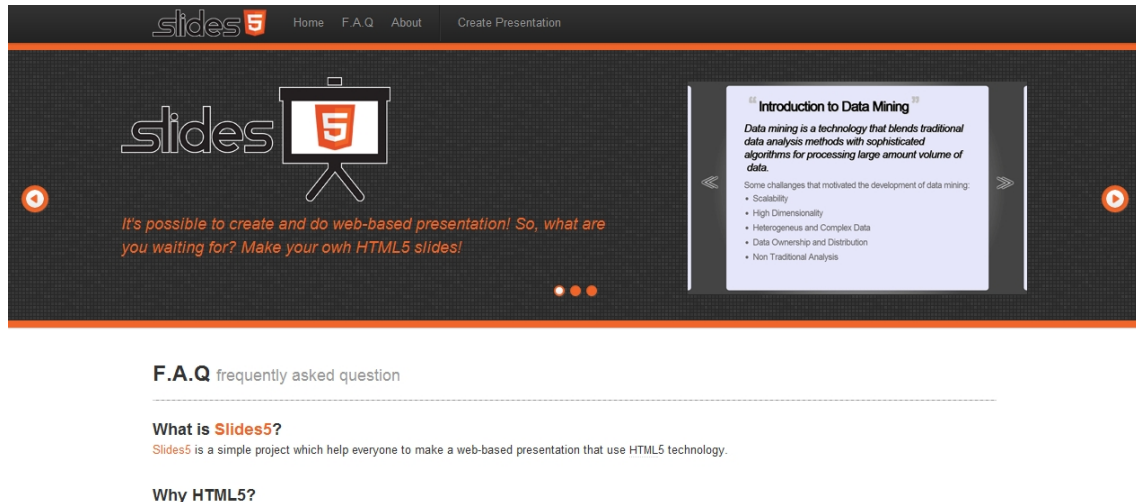 slides 5 Home F.A.Q About Create Presentation
slides 5
It's possible to create and do web-based presentation! So, what are
you waiting for? Make your owh HTML5 slides!
“ Introduction to Data Mining ”
Data mining is a technology that blends traditional
data analysis methods with sophisticated
algorithms for processing large amount volume of
data.
Some challanges that motivated the development of data mining:
• Scalability
• High Dimensionality
• Heterogeneus and Complex Data
• Data Ownership and Distribution
• Non Traditional Analysis
F.A.Q frequently asked question
What is Slides5?
Slides5 is a simple project which help everyone to make a web-based presentation that use HTML5 technology.
Why HTML5?